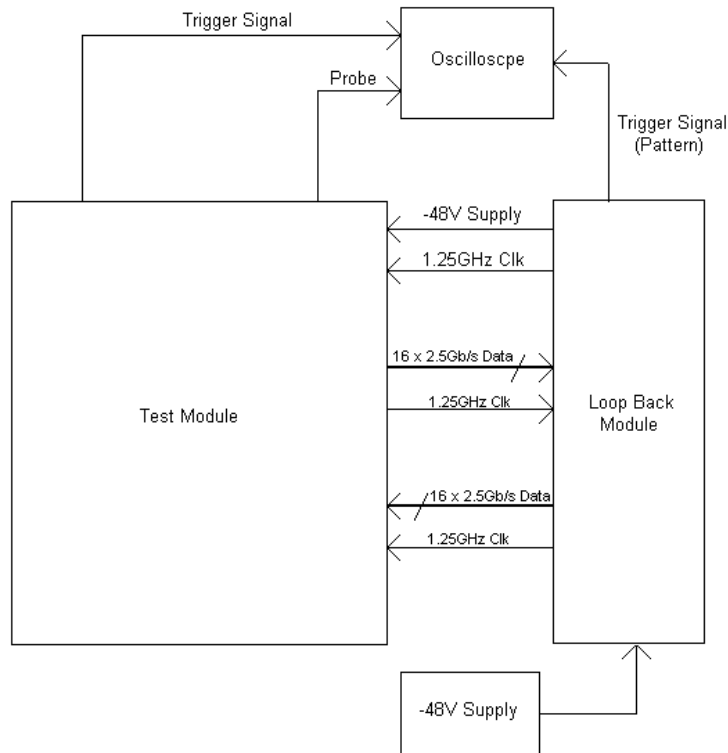 Trigger Signal
Oscilloscpe
Probe
Trigger Signal
(Pattern)
-48V Supply
1.25GHz Clk
16 x 2.5Gb/s Data
1.25GHz Clk
Test Module
Loop Back
Module
16 x 2.5Gb/s Data
1.25GHz Clk
-48V Supply